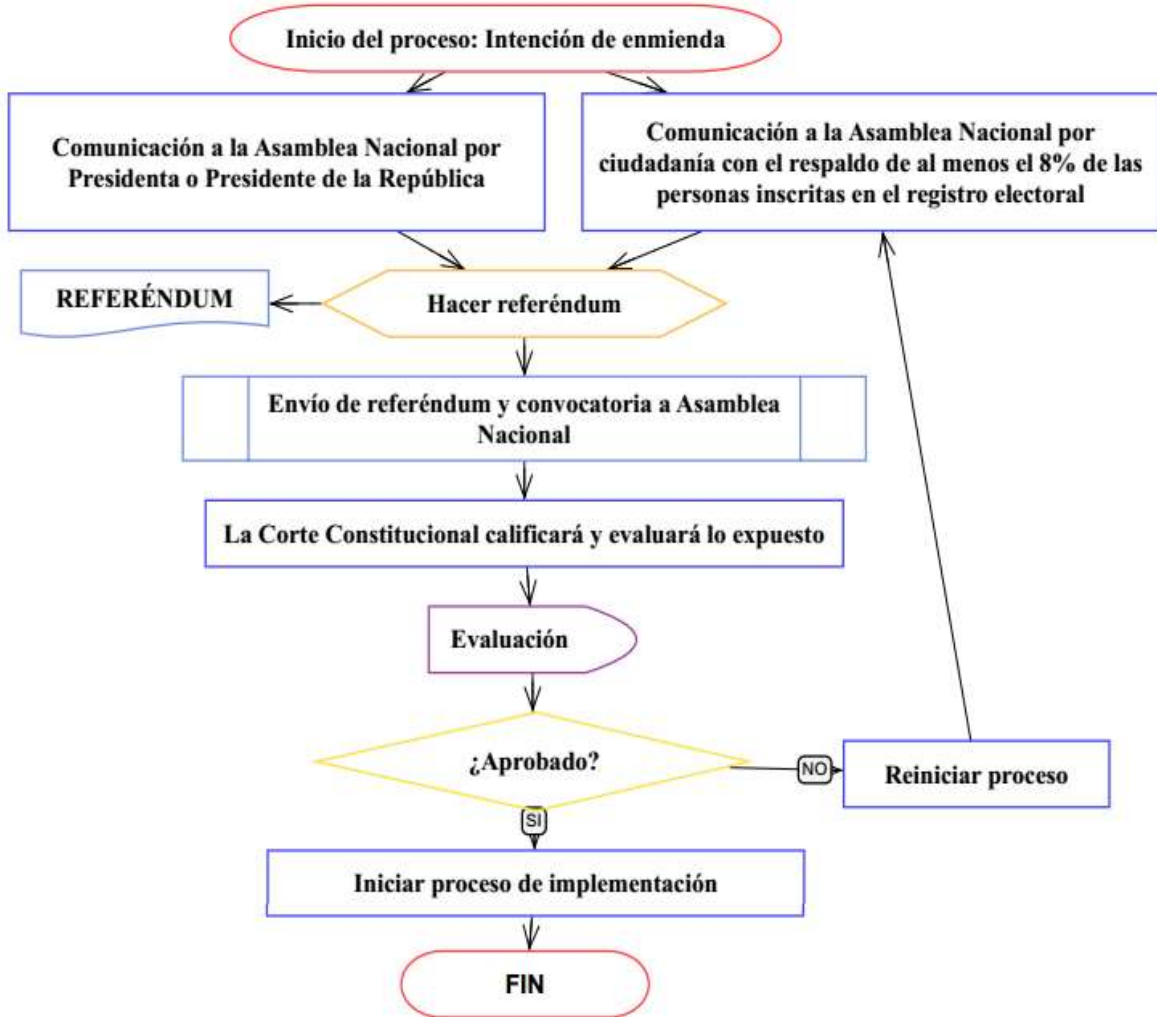 Inicio del proceso: Intención de enmienda
Comunicación a la Asamblea Nacional por
Presidenta o Presidente de la República
Comunicación a la Asamblea Nacional por
ciudadanía con el respaldo de al menos el 8% de las
personas inscritas en el registro electoral
REFERÉNDUM
Hacer referéndum
Envío de referéndum y convocatoria a Asamblea
Nacional
La Corte Constitucional calificará y evaluará lo expuesto
Evaluación
¿Aprobado?
NO
Reiniciar proceso
SI
Iniciar proceso de implementación
FIN